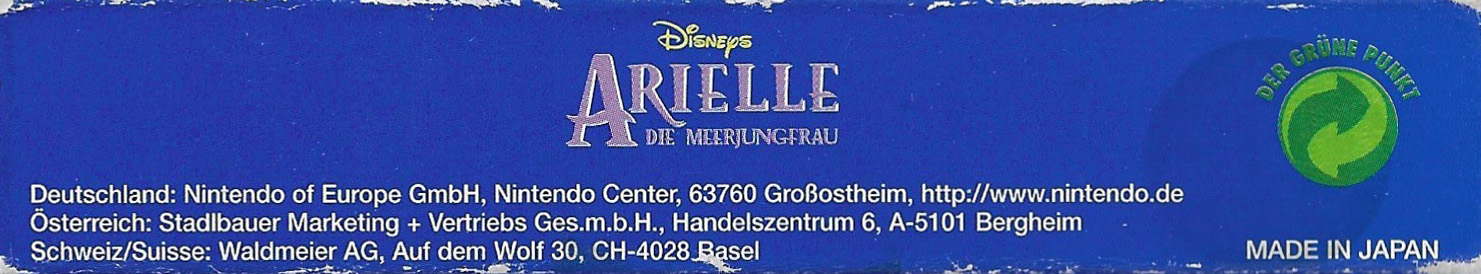 Disneys
ARIELLE
DIE MEERJUNGFRAU
DER GRÜNE PUNKT
Deutschland: Nintendo of Europe GmbH, Nintendo Center, 63760 Großostheim, http://www.nintendo.de
Österreich: Stadlbauer Marketing + Vertriebs Ges.m.b.H., Handelszentrum 6, A-5101 Bergheim
Schweiz/Suisse: Waldmeier AG, Auf dem Wolf 30, CH-4028 Basel
MADE IN JAPAN